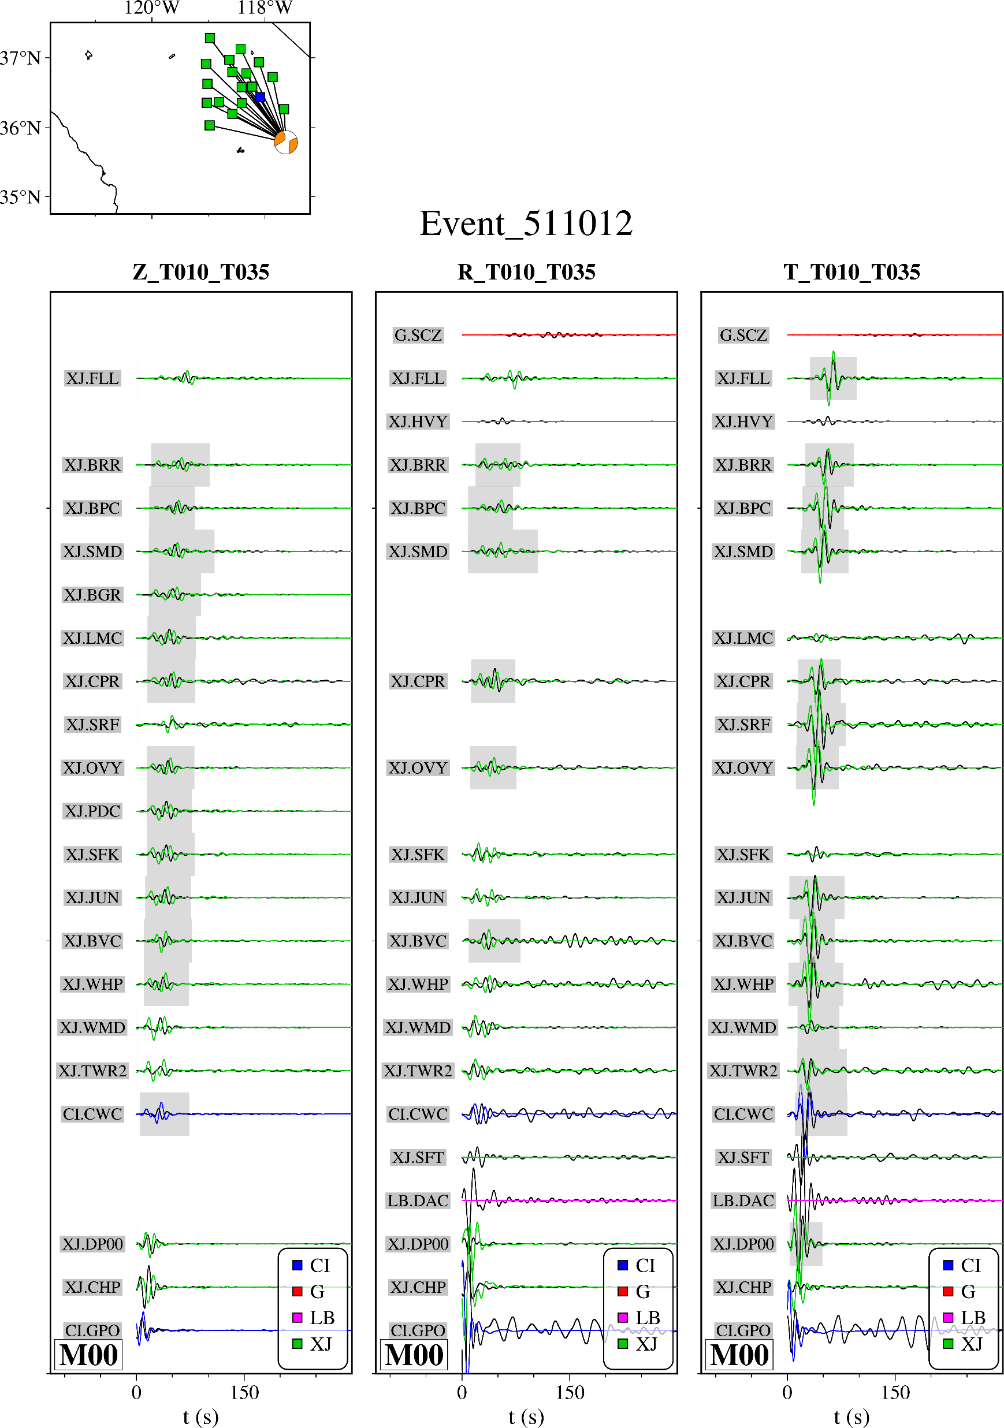 120°W 118°W
37°N
36°N
35°N
Event_511012
Z_T010_T035
XJ.FLL
XJ.BRR
XJ.BPC
XJ.SMD
XJ.BGR
XJ.LMC
XJ.CPR
XJ.SRF
XJ.OVY
XJ.PDC
XJ.SFK
XJ.JUN
XJ.BVC
XJ.WHP
XJ.WMD
XJ.TWR2
CI.CWC
XJ.DP00
XJ.CHP
CI.GPO
CI
G
LB
XJ
M00
0 150
t (s)
R_T010_T035
G.SCZ
XJ.FLL
XJ.HVY
XJ.BRR
XJ.BPC
XJ.SMD
XJ.CPR
XJ.OVY
XJ.SFK
XJ.JUN
XJ.BVC
XJ.WHP
XJ.WMD
XJ.TWR2
CI.CWC
XJ.SFT
LB.DAC
XJ.DP00
XJ.CHP
CI.GPO
CI
G
LB
XJ
M00
0 150
t (s)
T_T010_T035
G.SCZ
XJ.FLL
XJ.HVY
XJ.BRR
XJ.BPC
XJ.SMD
XJ.LMC
XJ.CPR
XJ.SRF
XJ.OVY
XJ.SFK
XJ.JUN
XJ.BVC
XJ.WHP
XJ.WMD
XJ.TWR2
CI.CWC
XJ.SFT
LB.DAC
XJ.DP00
XJ.CHP
CI.GPO
CI
G
LB
XJ
M00
0 150
t (s)